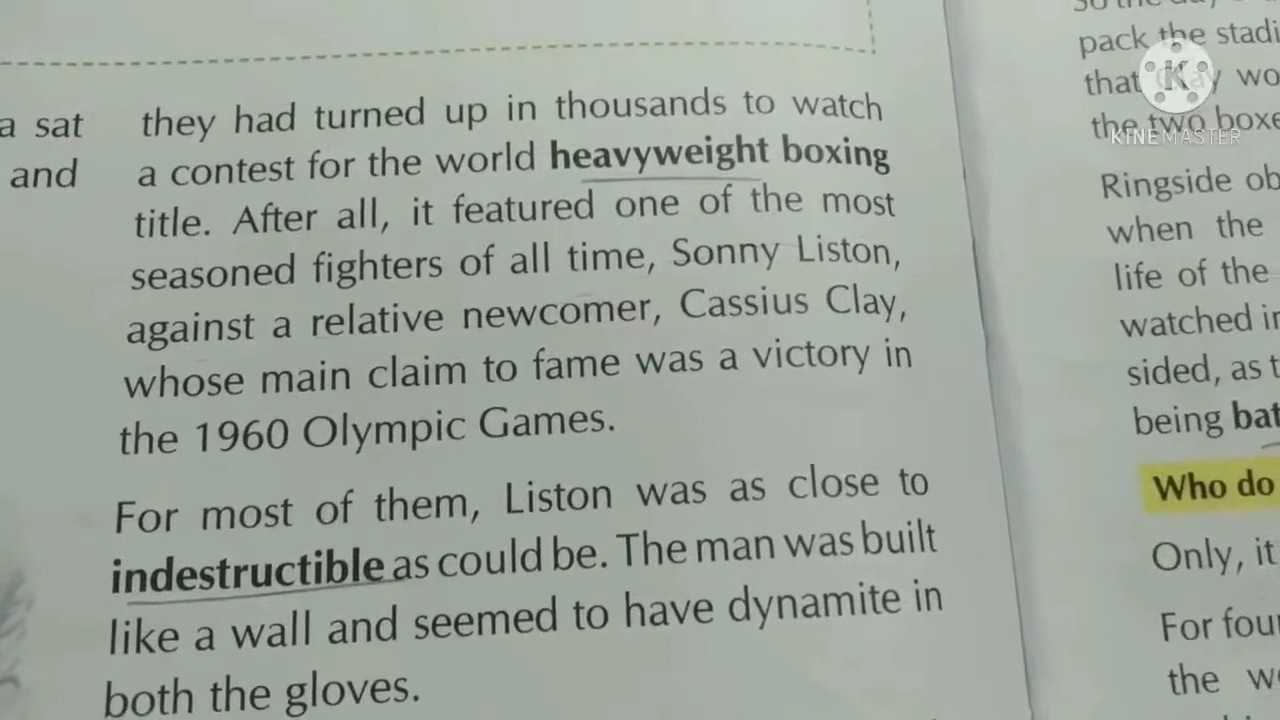 a sat
and
they had turned up in thousands to watch
a contest for the world heavyweight boxing
title. After all, it featured one of the most
seasoned fighters of all time, Sonny Liston,
against a relative newcomer, Cassius Clay,
whose main claim to fame was a victory in
the 1960 Olympic Games.
For most of them, Liston was as close to
indestructible as could be. The man was built
like a wall and seemed to have dynamite in
both the gloves.
pack the stadi
that Clay wo
the two boxe
Ringside ob
when the
life of the
watched in
sided, as t
being bat
Who do
Only, it
For four
the we
K
KINEMASTER